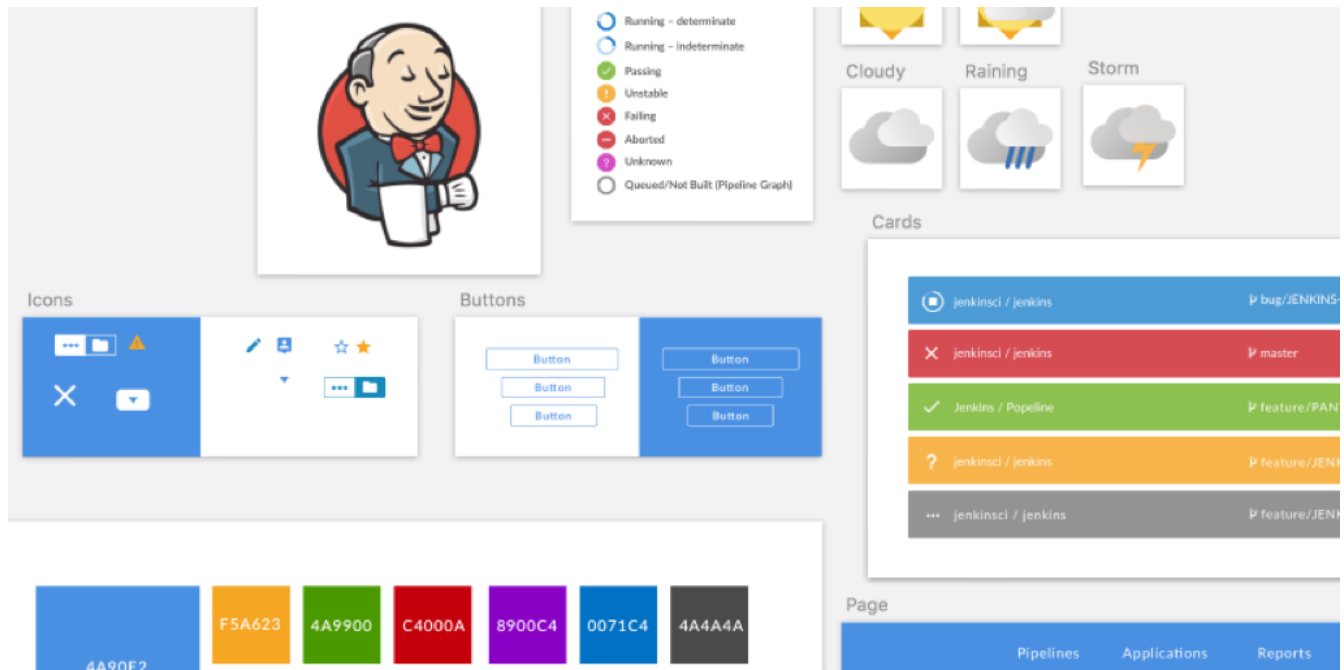 Running – determinate
Running – indeterminate
Passing
Unstable
Failing
Aborted
Unknown
Queued/Not Built (Pipeline Graph)
Cloudy
Raining
Storm
Cards
jenkinsci / jenkins
bug/JENKINS-
jenkinsci / jenkins
master
Jenkins / Popeline
feature/PAN
jenkinsci / jenkins
feature/JENK
jenkinsci / jenkins
feature/JENK
Icons
Buttons
Button
Button
Button
Button
Button
Button
4A90E2
F5A623
4A9900
C4000A
8900C4
0071C4
4A4A4A
Page
Pipelines
Applications
Reports